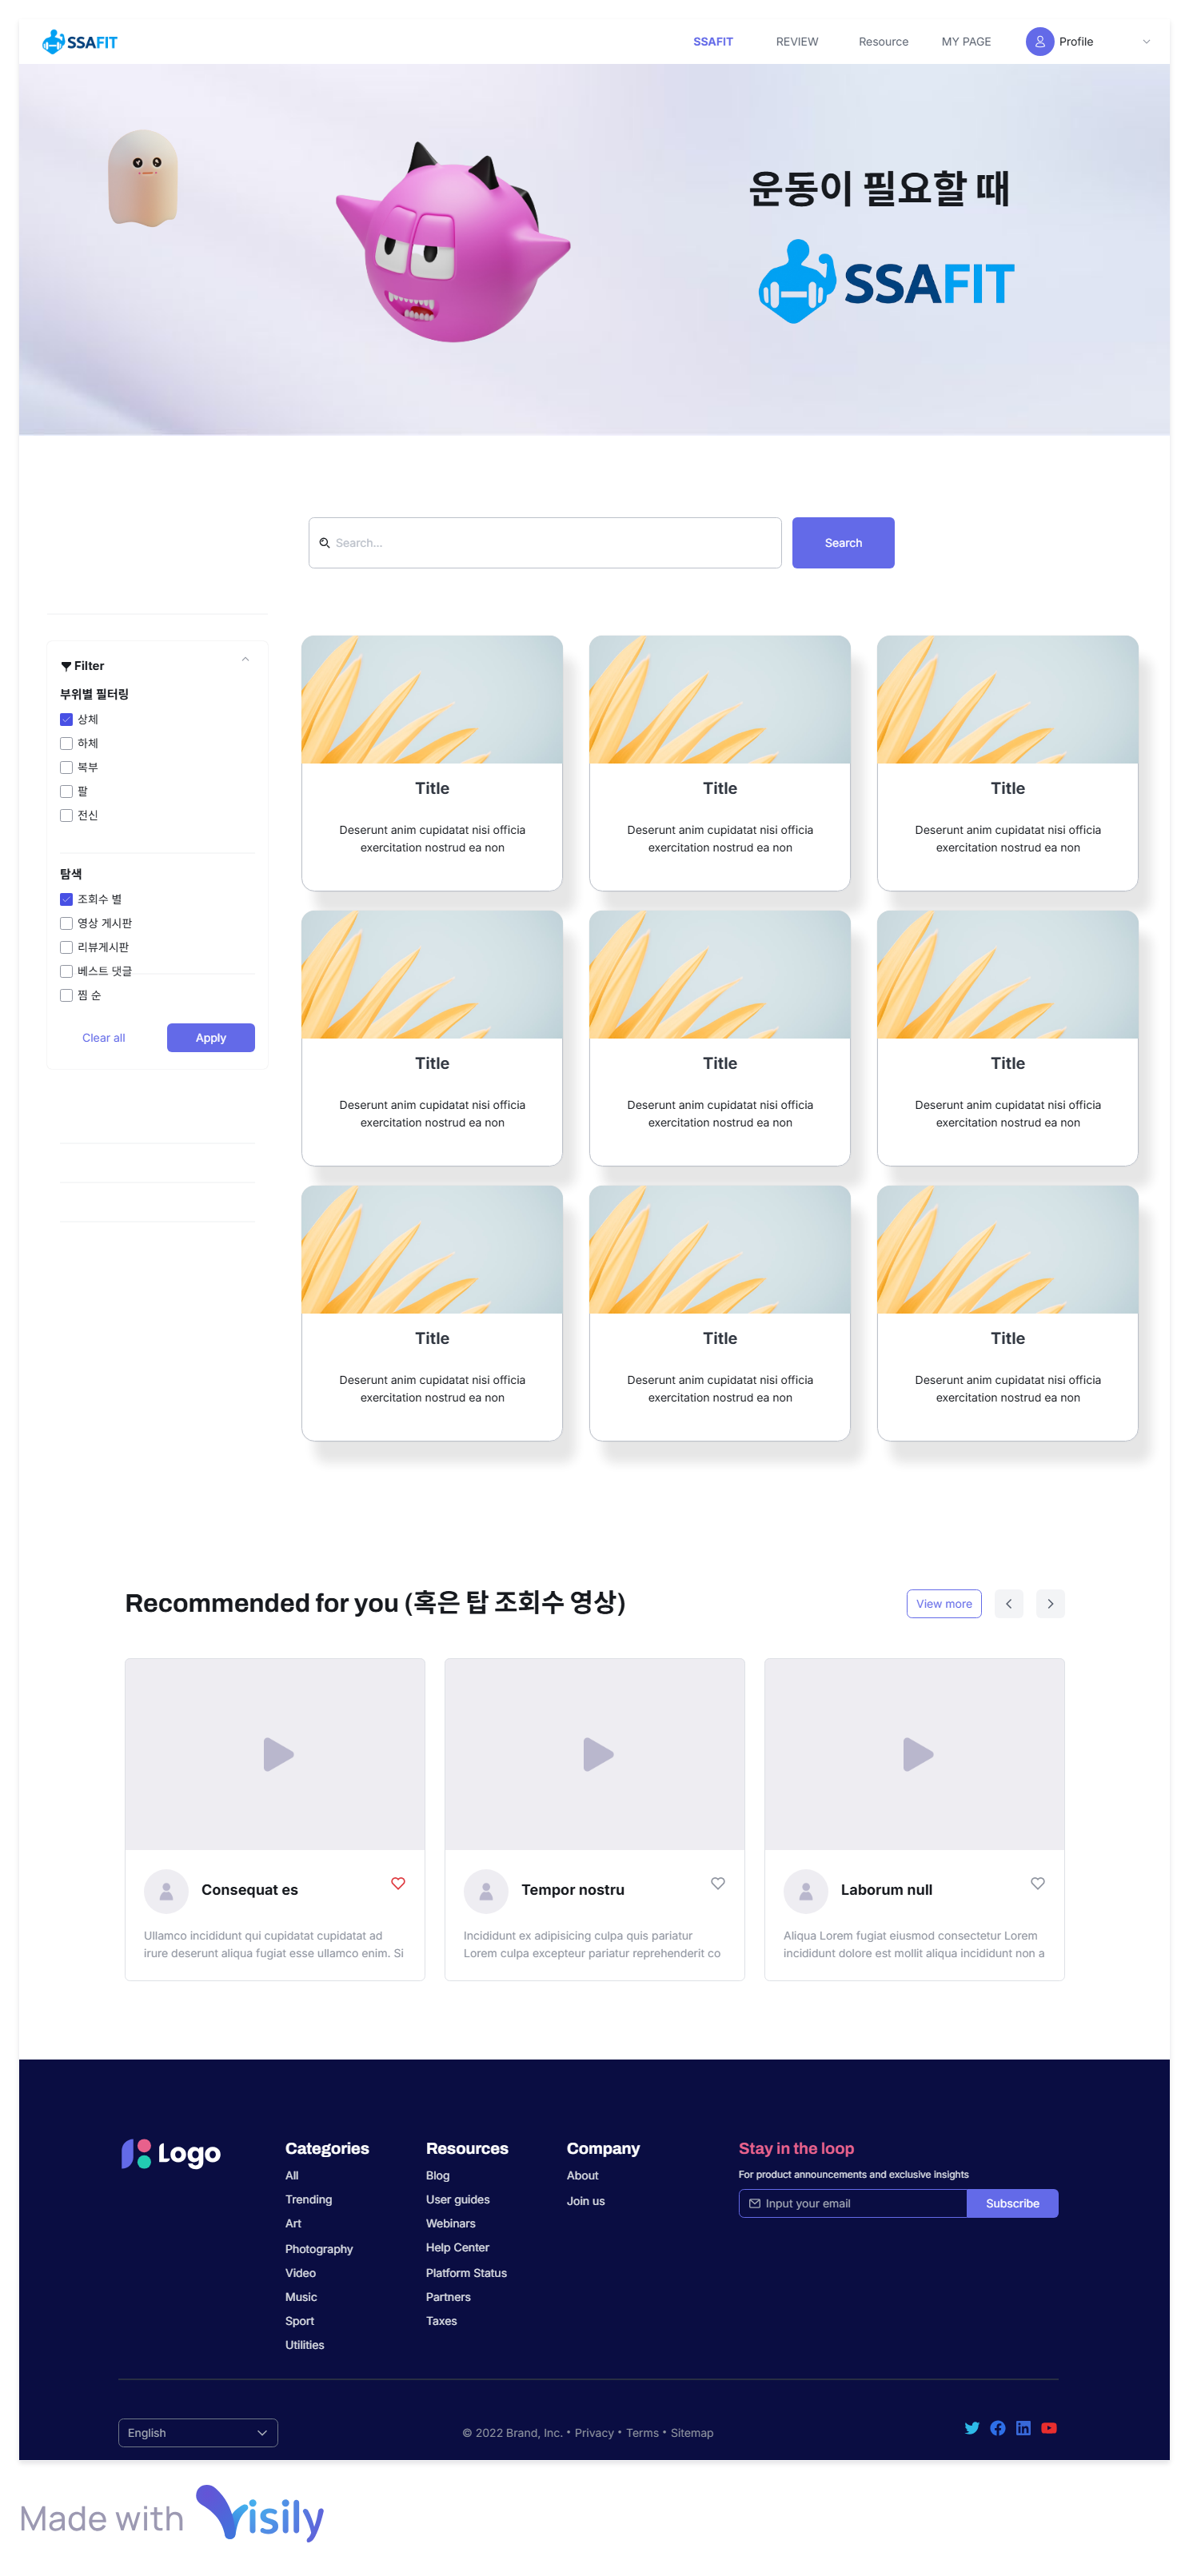 SSAFIT
SSAFIT
REVIEW
Resource
MY PAGE
Profile
운동이 필요할 때
SSAFIT
Search...
Search
Filter
부위별 필터링
상체
하체
복부
팔
전신
탐색
조회수 별
영상 게시판
리뷰게시판
베스트 댓글
찜 순
Clear all
Apply
Title
Deserunt anim cupidatat nisi officia
exercitation nostrud ea non
Title
Deserunt anim cupidatat nisi officia
exercitation nostrud ea non
Title
Deserunt anim cupidatat nisi officia
exercitation nostrud ea non
Title
Deserunt anim cupidatat nisi officia
exercitation nostrud ea non
Title
Deserunt anim cupidatat nisi officia
exercitation nostrud ea non
Title
Deserunt anim cupidatat nisi officia
exercitation nostrud ea non
Title
Deserunt anim cupidatat nisi officia
exercitation nostrud ea non
Title
Deserunt anim cupidatat nisi officia
exercitation nostrud ea non
Title
Deserunt anim cupidatat nisi officia
exercitation nostrud ea non
Recommended for you (혹은 탑 조회수 영상)
View more
Consequat es
Ullamco incididunt qui cupidatat cupidatat ad
irure deserunt aliqua fugiat esse ullamco enim. Si
Tempor nostru
Incididunt ex adipisicing culpa quis pariatur
Lorem culpa excepteur pariatur reprehenderit co
Laborum null
Aliqua Lorem fugiat eiusmod consectetur Lorem
incididunt dolore est mollit aliqua incididunt non a
Logo
Categories
All
Trending
Art
Photography
Video
Music
Sport
Utilities
Resources
Blog
User guides
Webinars
Help Center
Platform Status
Partners
Taxes
Company
About
Join us
Stay in the loop
For product announcements and exclusive insights
Input your email
Subscribe
English
© 2022 Brand, Inc. • Privacy • Terms • Sitemap
Made with Visily